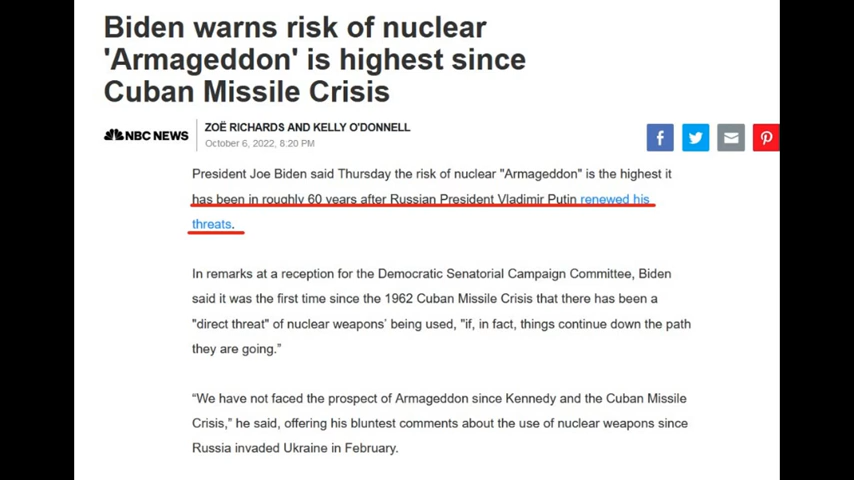 Biden warns risk of nuclear
'Armageddon' is highest since
Cuban Missile Crisis
NBC NEWS
ZOË RICHARDS AND KELLY O'DONNELL
October 6, 2022, 8:20 PM
President Joe Biden said Thursday the risk of nuclear "Armageddon" is the highest it
has been in roughly 60 years after Russian President Vladimir Putin renewed his
threats.
In remarks at a reception for the Democratic Senatorial Campaign Committee, Biden
said it was the first time since the 1962 Cuban Missile Crisis that there has been a
"direct threat" of nuclear weapons’ being used, "if, in fact, things continue down the path
they are going.”
“We have not faced the prospect of Armageddon since Kennedy and the Cuban Missile
Crisis,” he said, offering his bluntest comments about the use of nuclear weapons since
Russia invaded Ukraine in February.